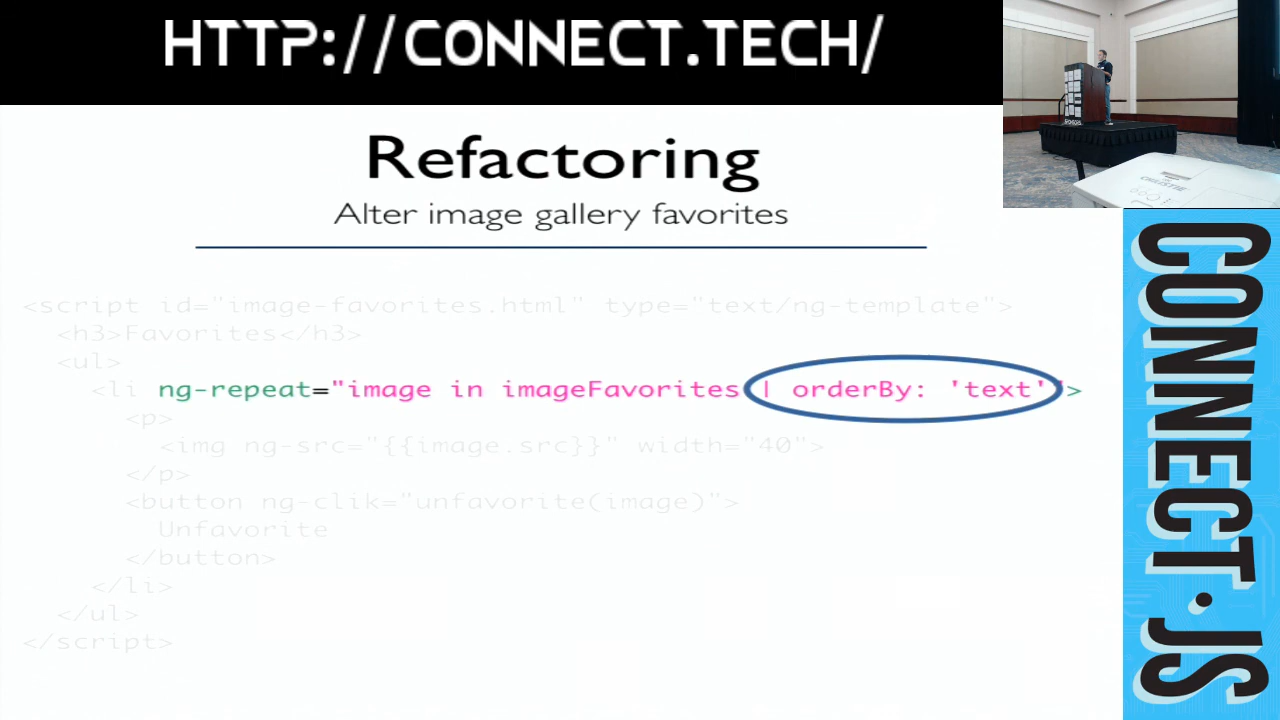 HTTP://CONNECT.TECH/
Refactoring
Alter image gallery favorites
<script id="image-favorites.html" type="text/ng-template">
<h3>Favorites</h3>
<ul>
<li ng-repeat="image in imageFavorites | orderBy: 'text'">
<p>
<img ng-src="{{image.src}}" width="40">
</p>
<button ng-clik="unfavorite(image)">
Unfavorite
</button>
</li>
</ul>
</script>
CHRISTIE
CONNECT.JS